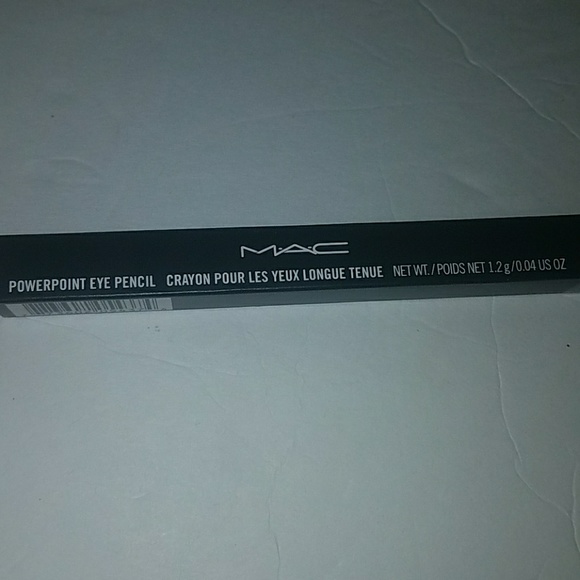 M·A·C
POWERPOINT EYE PENCIL CRAYON POUR LES YEUX LONGUE TENUE NET WT./POIDS NET 1.2 g/0.04 US OZ